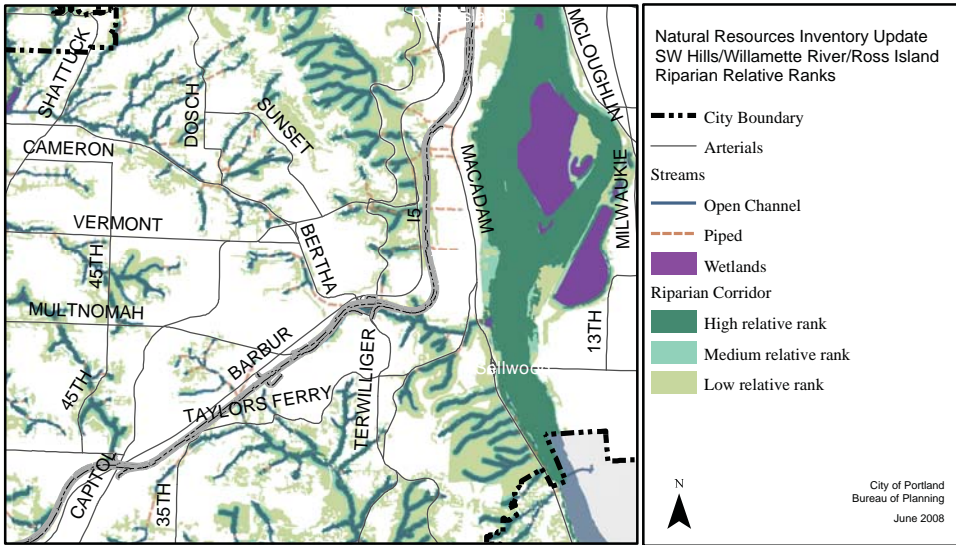 SHATTUCK
DOSCH
SUNSET
CAMERON
VERMONT
45TH
MULTNOMAH
BERTHA
I5
MACADAM
MCLOUGHLIN
MILWAUKIE
13TH
BARBUR
TERWILLIGER
Sellwood
45TH
TAYLORS FERRY
CAPITOL
35TH
Natural Resources Inventory Update
SW Hills/Willamette River/Ross Island
Riparian Relative Ranks
City Boundary
Arterials
Streams
Open Channel
Piped
Wetlands
Riparian Corridor
High relative rank
Medium relative rank
Low relative rank
N
City of Portland
Bureau of Planning
June 2008